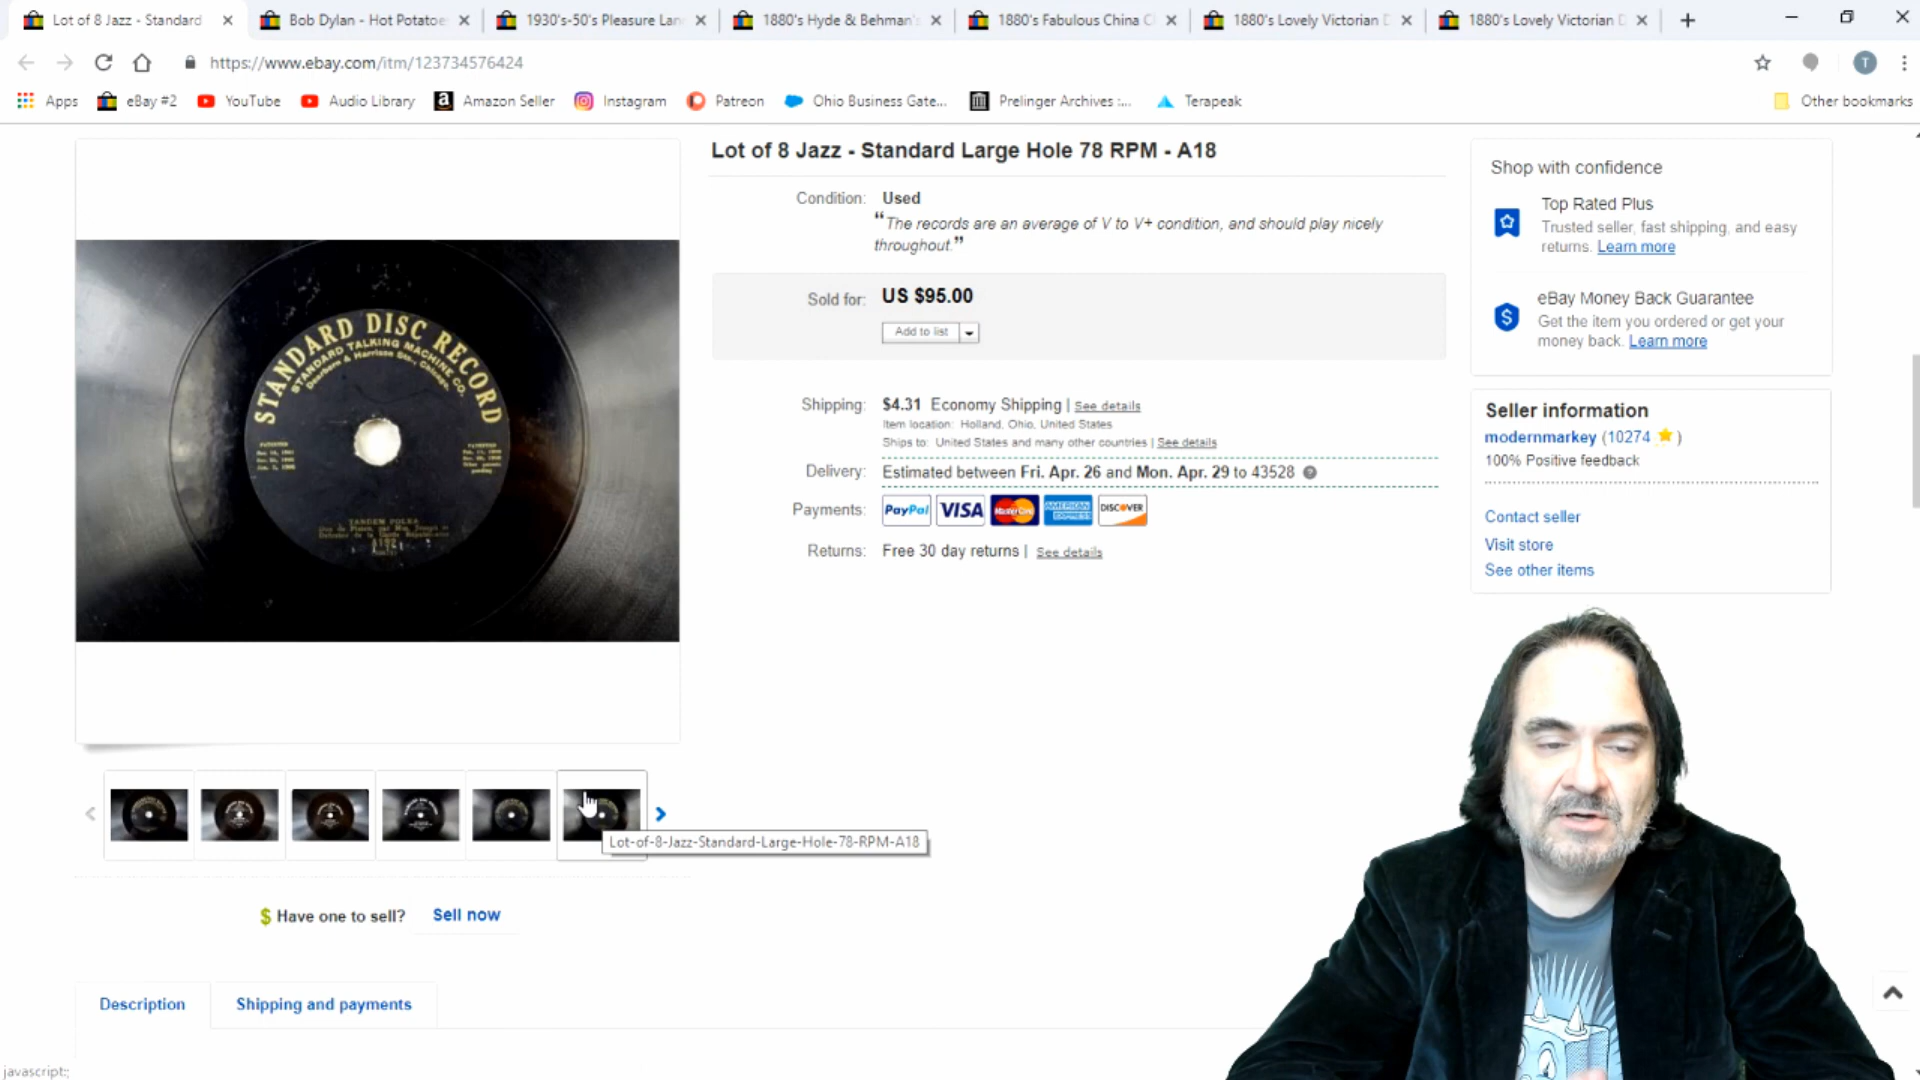 Lot of 8 Jazz - Standard
Bob Dylan - Hot Potatoe
1930's-50's Pleasure Lan
1880's Hyde & Behman's
1880's Fabulous China C
1880's Lovely Victorian D
1880's Lovely Victorian D
https://www.ebay.com/itm/123734576424
T
Apps
eBay #2
YouTube
Audio Library
Amazon Seller
Instagram
Patreon
Ohio Business Gate...
Prelinger Archives :...
Terapeak
Other bookmarks
Lot of 8 Jazz - Standard Large Hole 78 RPM - A18
Condition: Used
“The records are an average of V to V+ condition, and should play nicely
throughout.”
Sold for: US $95.00
Add to list
Shipping: $4.31 Economy Shipping | See details
Item location: Holland, Ohio, United States
Ships to: United States and many other countries | See details
Delivery: Estimated between Fri. Apr. 26 and Mon. Apr. 29 to 43528
Payments: PayPal VISA MasterCard AMERICAN EXPRESS DISCOVER
Returns: Free 30 day returns | See details
Shop with confidence
Top Rated Plus
Trusted seller, fast shipping, and easy
returns. Learn more
eBay Money Back Guarantee
Get the item you ordered or get your
money back. Learn more
Seller information
modernmarkey (10274 )
100% Positive feedback
Contact seller
Visit store
See other items
STANDARD DISC RECORD
STANDARD TALKING MACHINE CO.
Dearborn & Harrison Sts., Chicago.
TANDEM POLKA
Lot-of-8-Jazz-Standard-Large-Hole-78-RPM-A18
$ Have one to sell? Sell now
Description
Shipping and payments
javascript:;